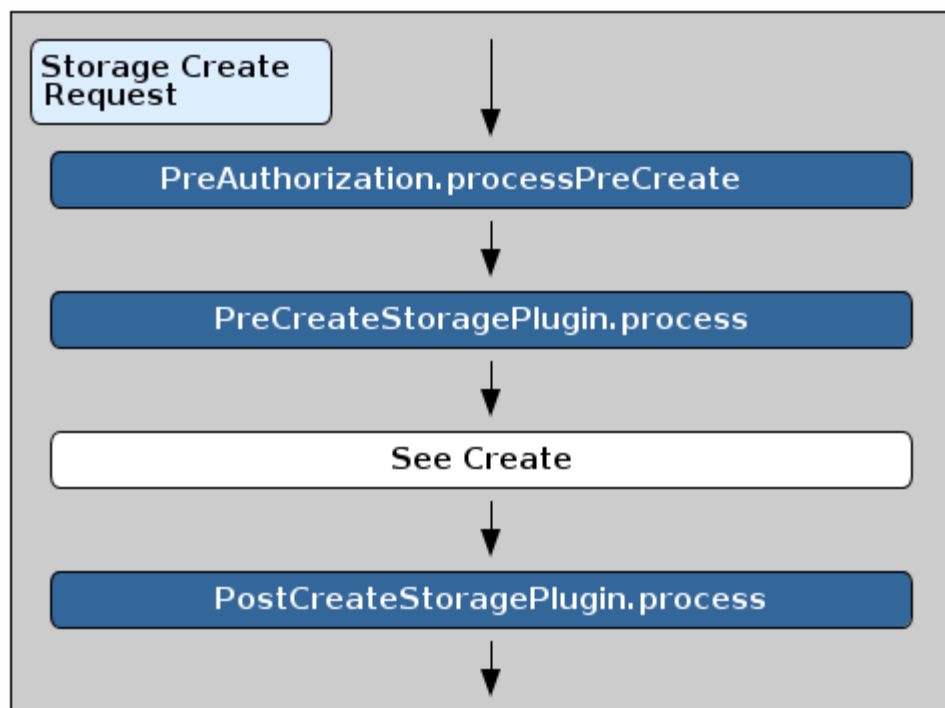 Storage Create
Request
PreAuthorization.processPreCreate
PreCreateStoragePlugin.process
See Create
PostCreateStoragePlugin.process